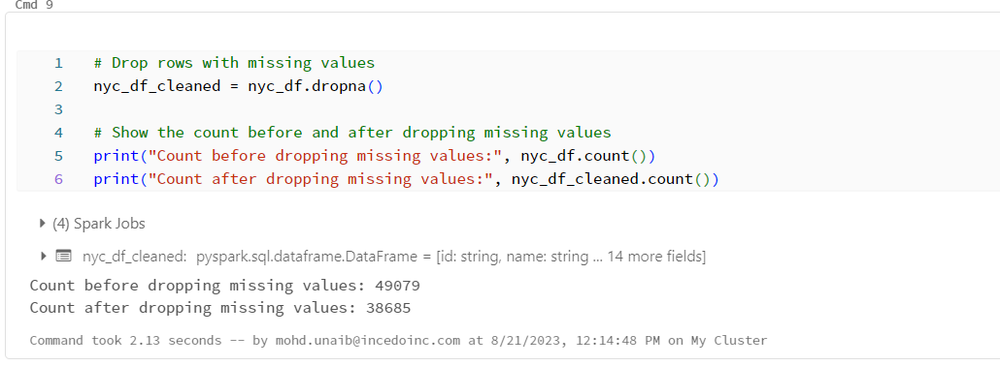 Cmd 9
1 # Drop rows with missing values
2 nyc_df_cleaned = nyc_df.dropna()
3
4 # Show the count before and after dropping missing values
5 print("Count before dropping missing values:", nyc_df.count())
6 print("Count after dropping missing values:", nyc_df_cleaned.count())
(4) Spark Jobs
nyc_df_cleaned: pyspark.sql.dataframe.DataFrame = [id: string, name: string ... 14 more fields]
Count before dropping missing values: 49079
Count after dropping missing values: 38685
Command took 2.13 seconds -- by mohd.unaib@incedoinc.com at 8/21/2023, 12:14:48 PM on My Cluster